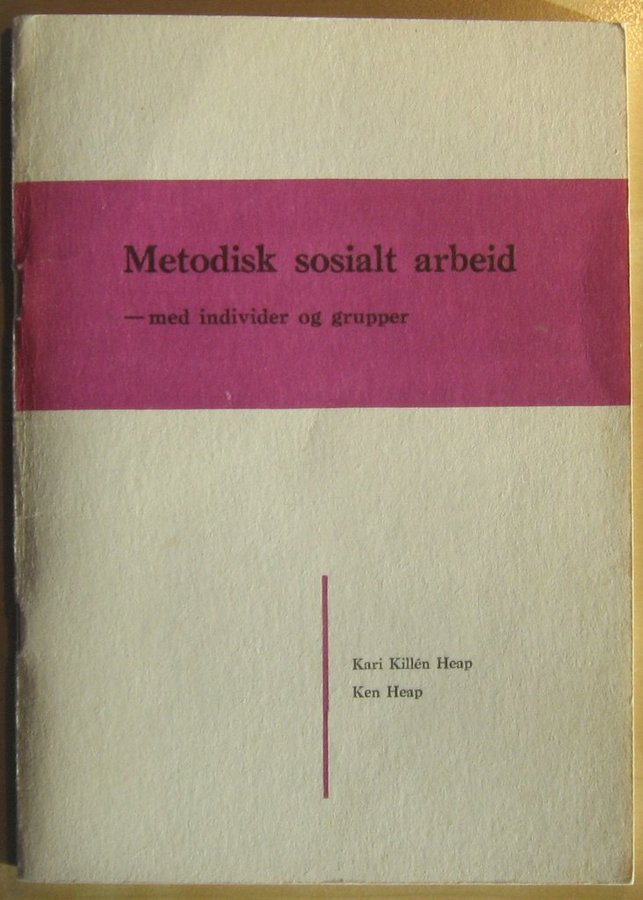 Metodisk sosialt arbeid
— med individer og grupper
Kari Killén Heap
Ken Heap